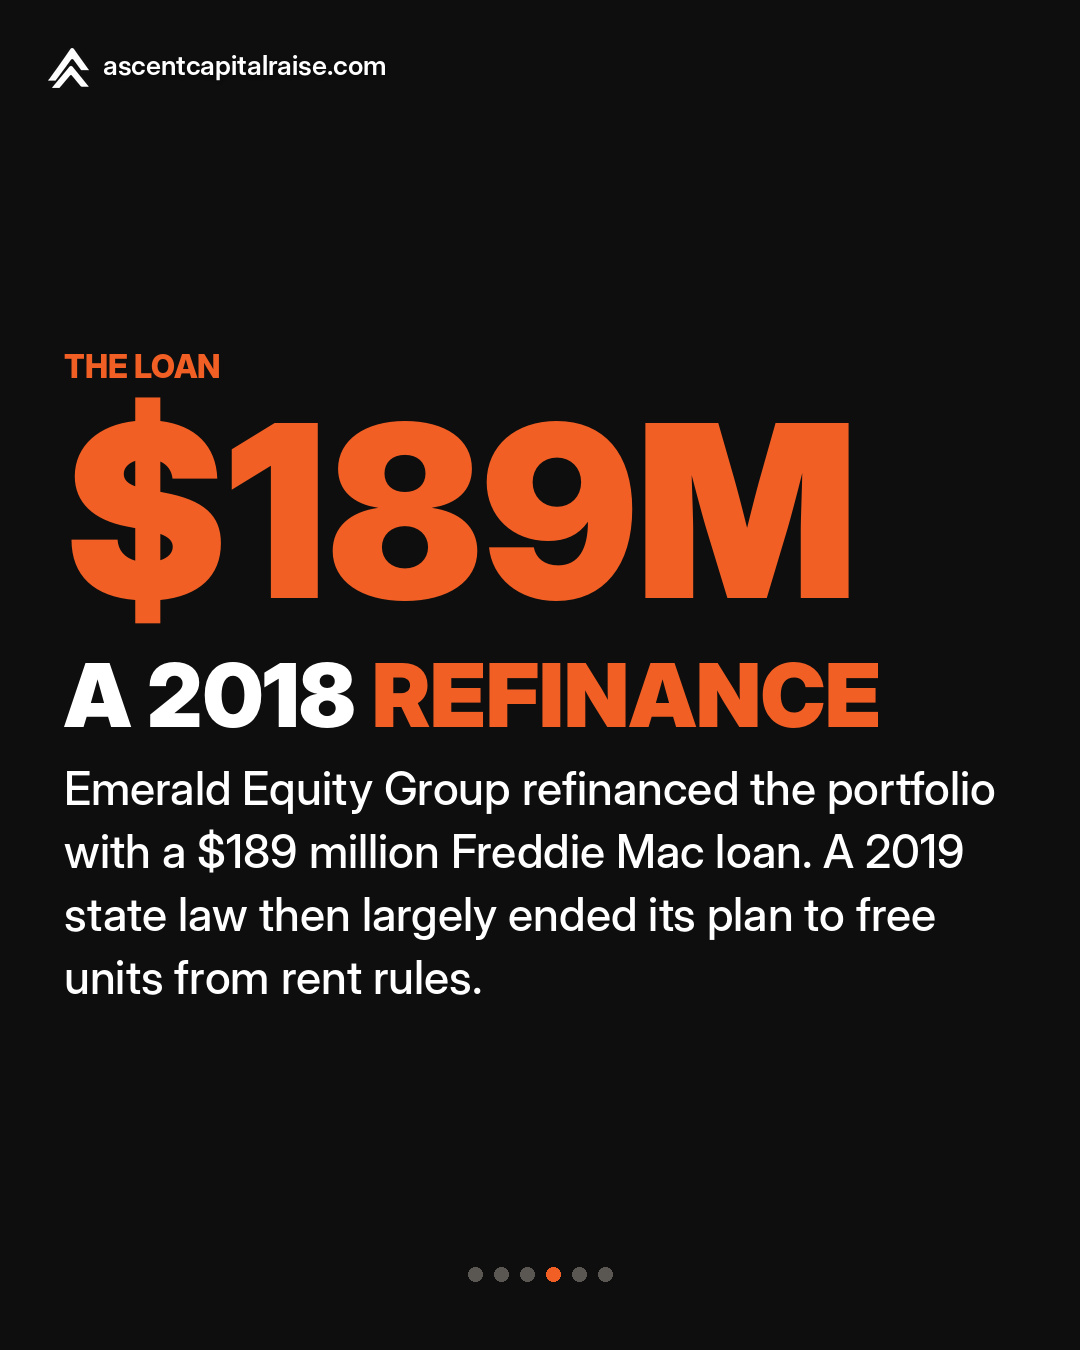 ascentcapitalraise.com
THE LOAN
$189M
A 2018 REFINANCE
Emerald Equity Group refinanced the portfolio
with a $189 million Freddie Mac loan. A 2019
state law then largely ended its plan to free
units from rent rules.